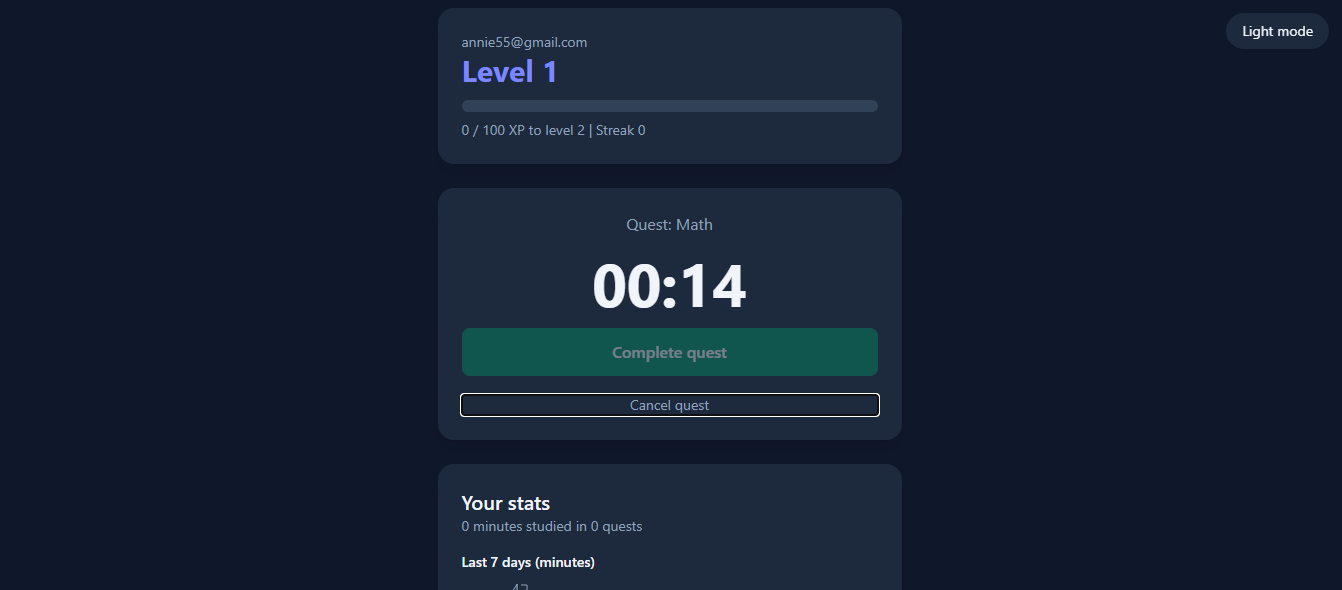 Light mode
annie55@gmail.com
Level 1
0 / 100 XP to level 2 | Streak 0
Quest: Math
00:14
Complete quest
Cancel quest
Your stats
0 minutes studied in 0 quests
Last 7 days (minutes)